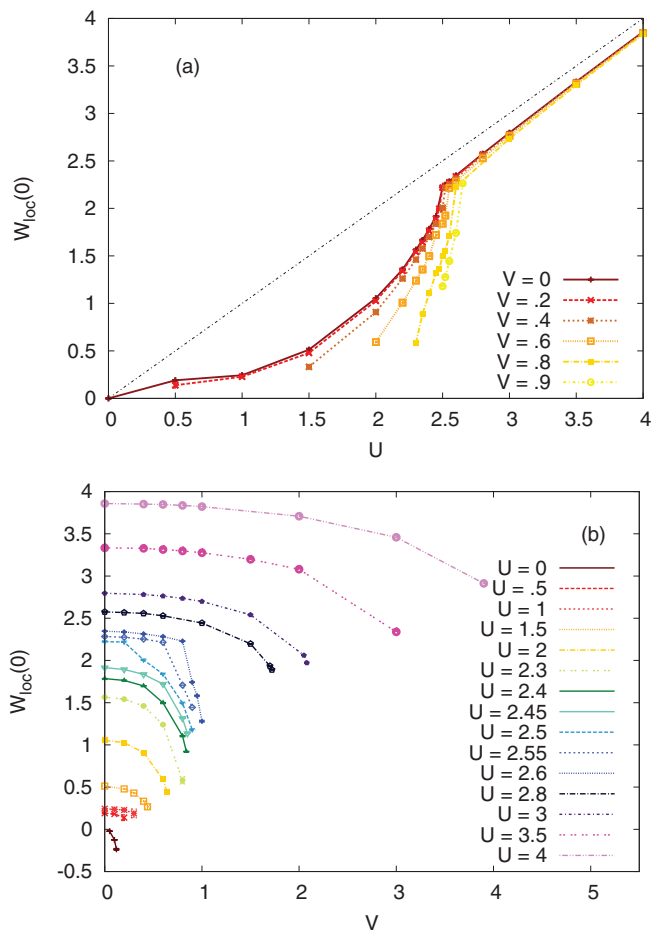 4
3.5
3
2.5
2
1.5
1
0.5
0
W_loc(0)
(a)
V = 0
V = .2
V = .4
V = .6
V = .8
V = .9
0 0.5 1 1.5 2 2.5 3 3.5 4
U
4
3.5
3
2.5
2
1.5
1
0.5
0
-0.5
W_loc(0)
(b)
U = 0
U = .5
U = 1
U = 1.5
U = 2
U = 2.3
U = 2.4
U = 2.45
U = 2.5
U = 2.55
U = 2.6
U = 2.8
U = 3
U = 3.5
U = 4
0 1 2 3 4 5
V